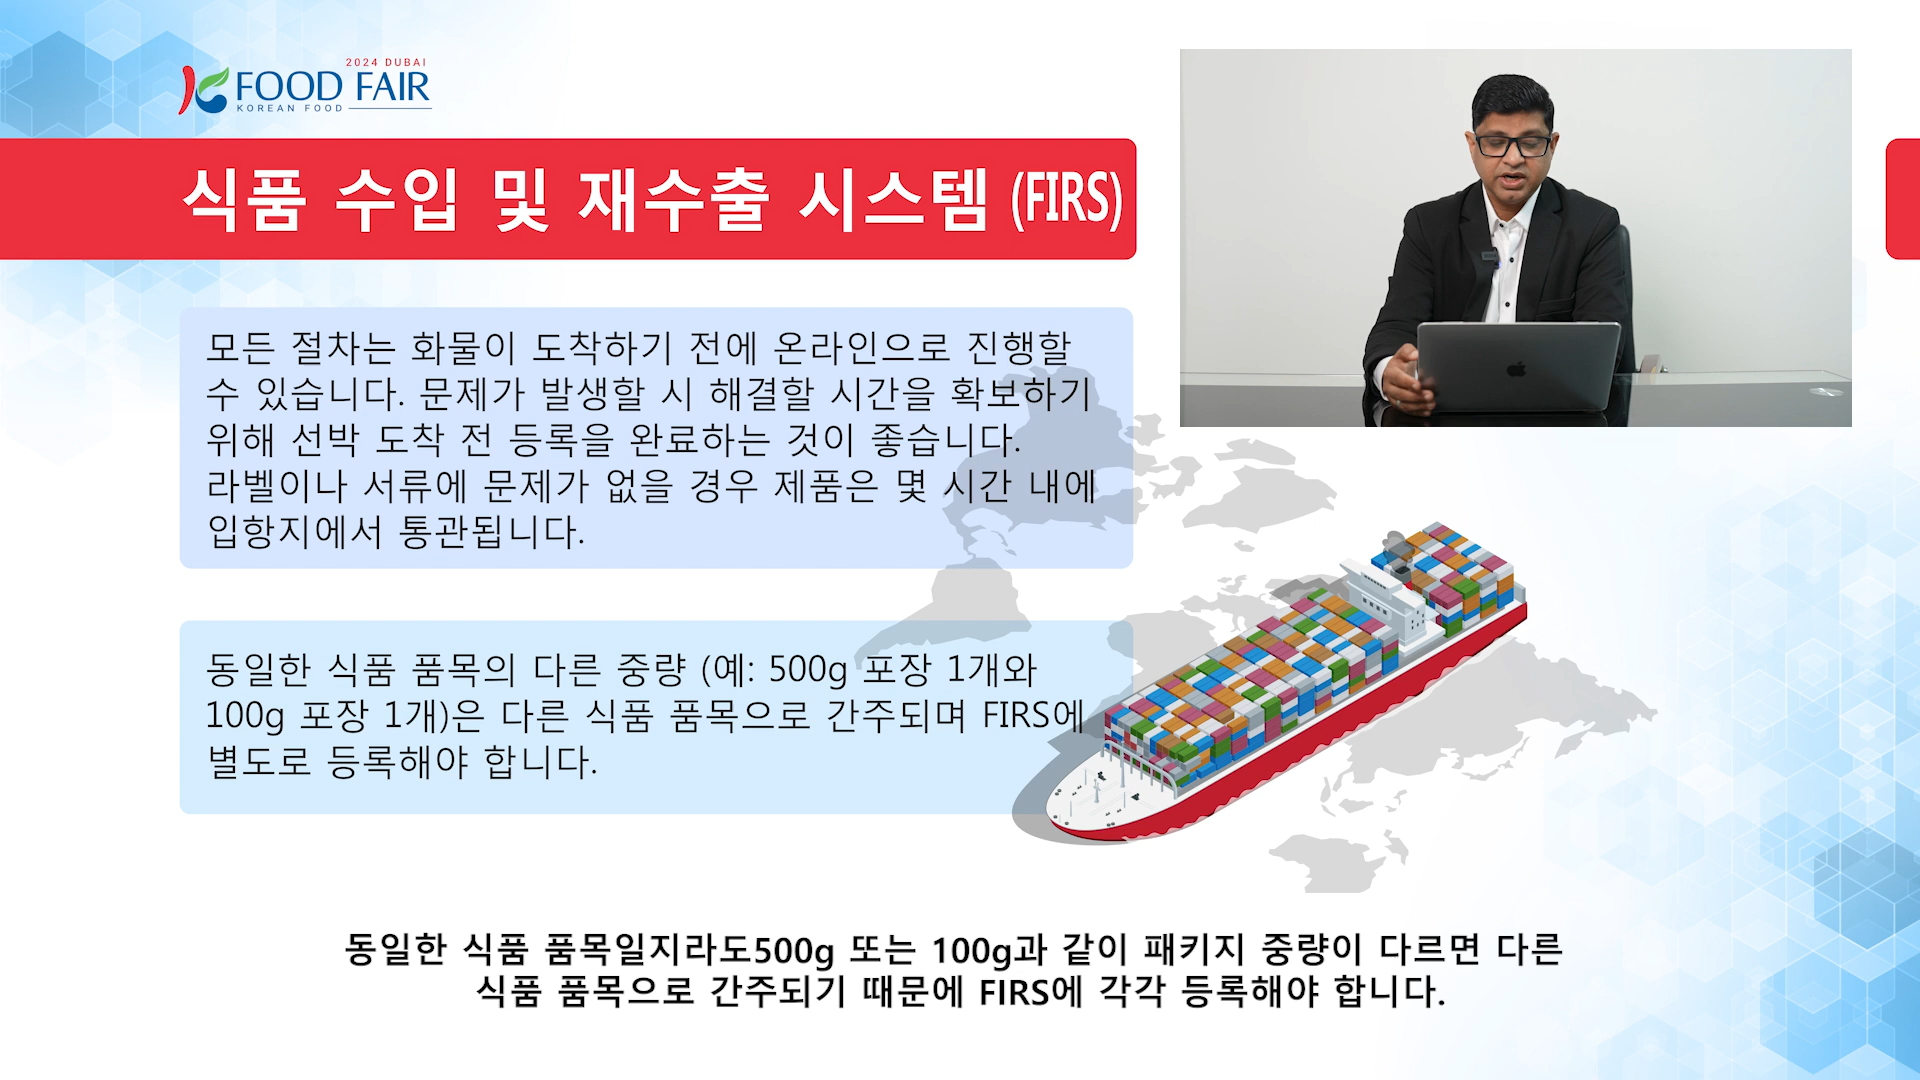 2024 DUBAI
K FOOD FAIR
KOREAN FOOD
식품 수입 및 재수출 시스템 (FIRS)
모든 절차는 화물이 도착하기 전에 온라인으로 진행할
수 있습니다. 문제가 발생할 시 해결할 시간을 확보하기
위해 선박 도착 전 등록을 완료하는 것이 좋습니다.
라벨이나 서류에 문제가 없을 경우 제품은 몇 시간 내에
입항지에서 통관됩니다.
동일한 식품 품목의 다른 중량 (예: 500g 포장 1개와
100g 포장 1개)은 다른 식품 품목으로 간주되며 FIRS에
별도로 등록해야 합니다.
동일한 식품 품목일지라도500g 또는 100g과 같이 패키지 중량이 다르면 다른
식품 품목으로 간주되기 때문에 FIRS에 각각 등록해야 합니다.